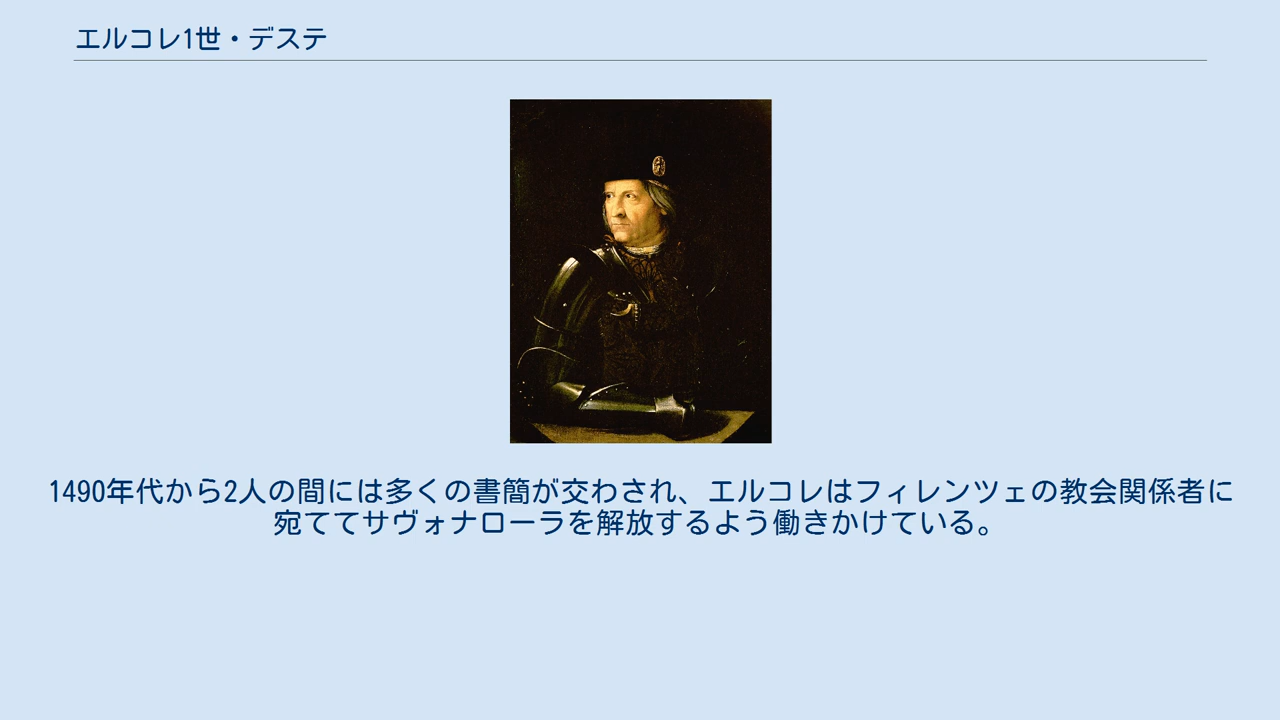 エルコレ1世・デステ
1490年代から2人の間には多くの書簡が交わされ、エルコレはフィレンツェの教会関係者に
宛ててサヴォナローラを解放するよう働きかけている。